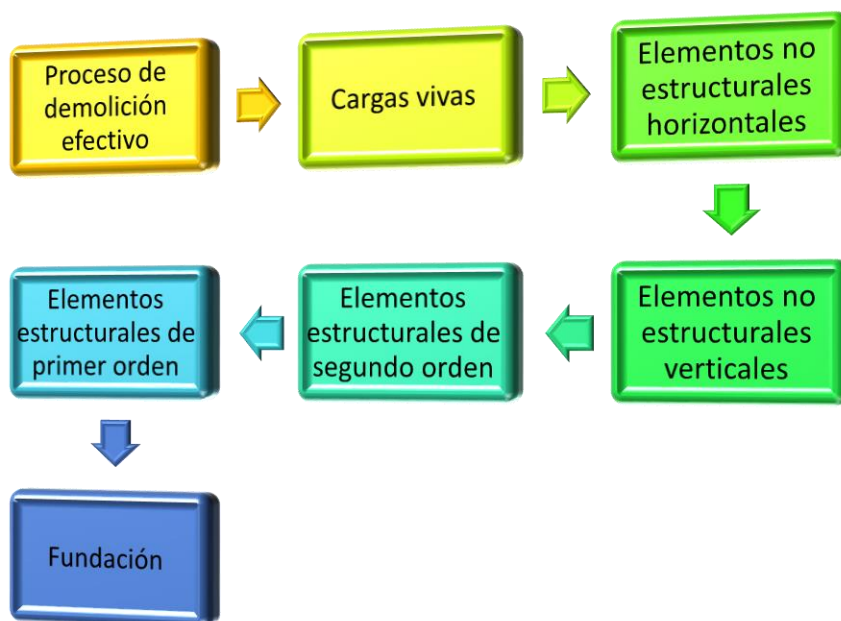 Proceso de
demolición
efectivo
Cargas vivas
Elementos no
estructurales
horizontales
Elementos no
estructurales
verticales
Elementos
estructurales de
segundo orden
Elementos
estructurales de
primer orden
Fundación